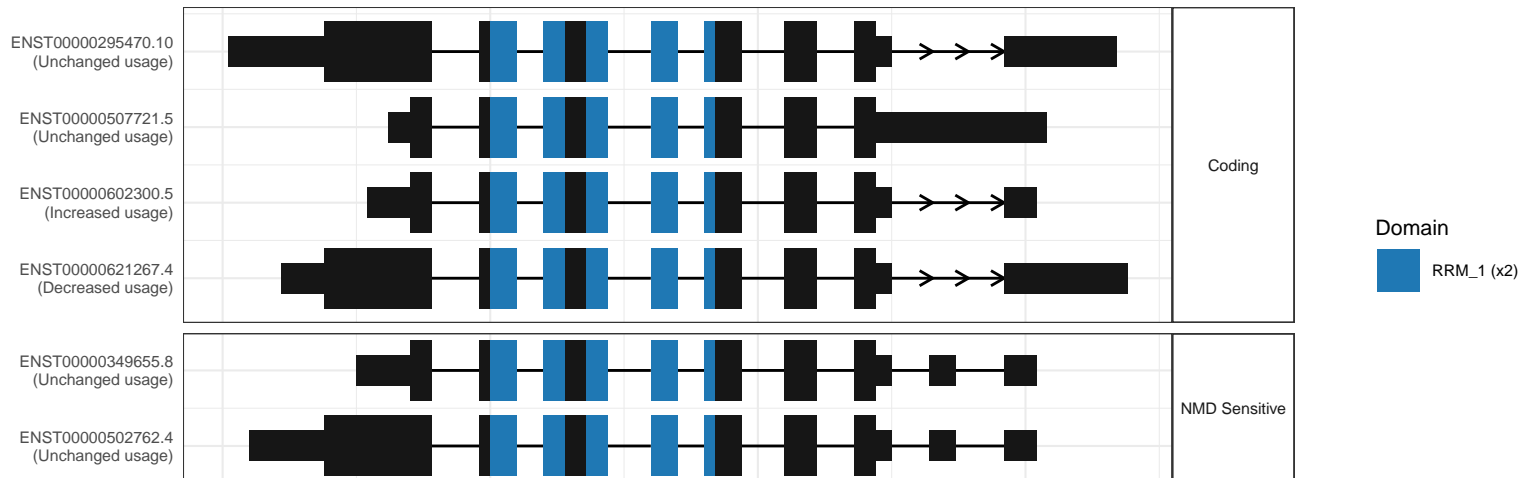 ENST00000295470.10
(Unchanged usage)
ENST00000507721.5
(Unchanged usage)
ENST00000602300.5
(Increased usage)
ENST00000621267.4
(Decreased usage)
Coding
ENST00000349655.8
(Unchanged usage)
ENST00000502762.4
(Unchanged usage)
NMD Sensitive
Domain
RRM_1 (x2)